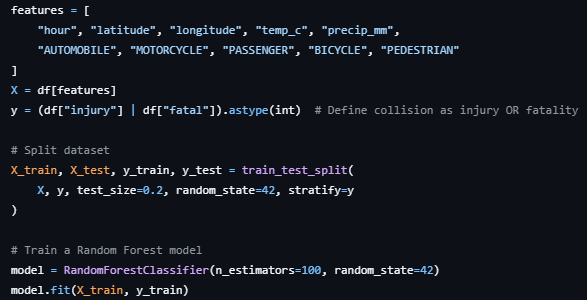 features = [
    "hour", "latitude", "longitude", "temp_c", "precip_mm",
    "AUTOMOBILE", "MOTORCYCLE", "PASSENGER", "BICYCLE", "PEDESTRIAN"
]
X = df[features]
y = (df["injury"] | df["fatal"]).astype(int)  # Define collision as injury OR fatality

# Split dataset
X_train, X_test, y_train, y_test = train_test_split(
    X, y, test_size=0.2, random_state=42, stratify=y
)

# Train a Random Forest model
model = RandomForestClassifier(n_estimators=100, random_state=42)
model.fit(X_train, y_train)